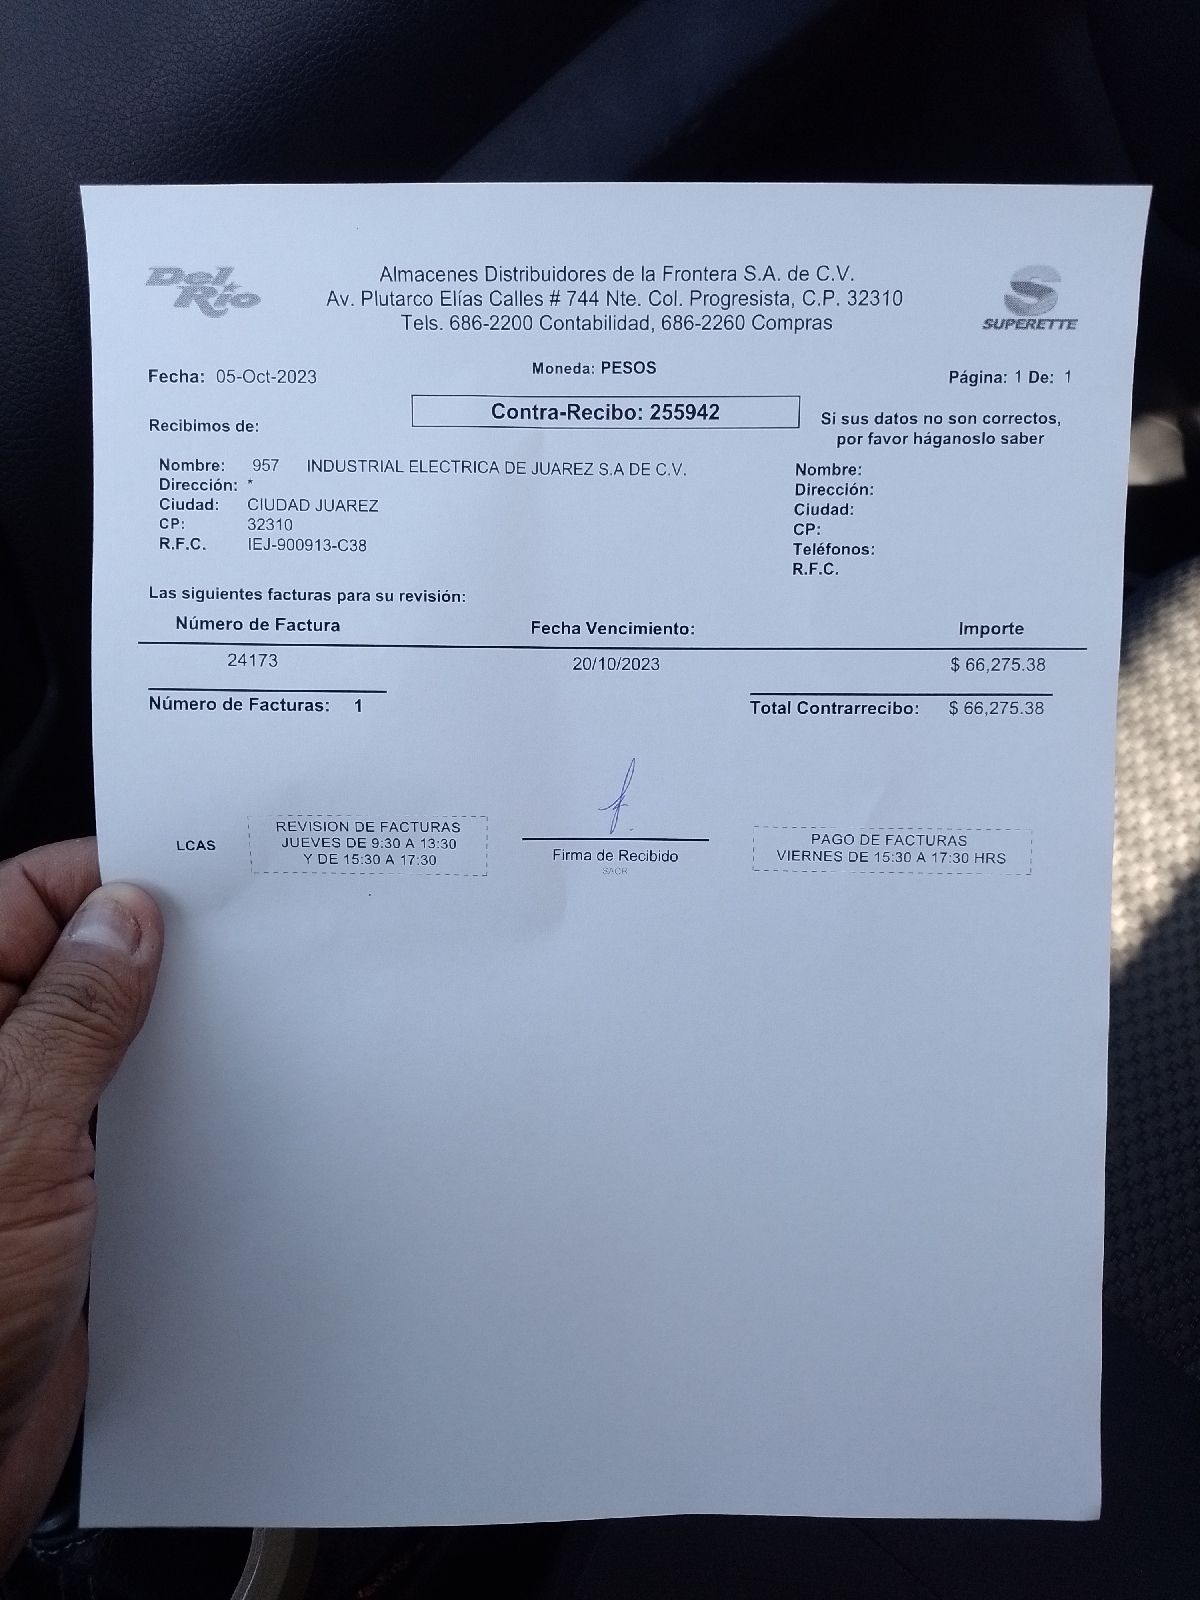 Del Rio
Almacenes Distribuidores de la Frontera S.A. de C.V.
Av. Plutarco Elías Calles # 744 Nte. Col. Progresista, C.P. 32310
Tels. 686-2200 Contabilidad, 686-2260 Compras
S SUPERETTE
Fecha: 05-Oct-2023
Moneda: PESOS
Página: 1 De: 1
Contra-Recibo: 255942
Recibimos de:
Si sus datos no son correctos,
por favor háganoslo saber
Nombre: 957 INDUSTRIAL ELECTRICA DE JUAREZ S.A DE C.V.
Dirección: *
Ciudad: CIUDAD JUAREZ
CP: 32310
R.F.C. IEJ-900913-C38
Nombre:
Dirección:
Ciudad:
CP:
Teléfonos:
R.F.C.
Las siguientes facturas para su revisión:
Número de Factura Fecha Vencimiento: Importe
24173 20/10/2023 $ 66,275.38
Número de Facturas: 1 Total Contrarrecibo: $ 66,275.38
LCAS
REVISION DE FACTURAS
JUEVES DE 9:30 A 13:30
Y DE 15:30 A 17:30
Firma de Recibido
SACR
PAGO DE FACTURAS
VIERNES DE 15:30 A 17:30 HRS